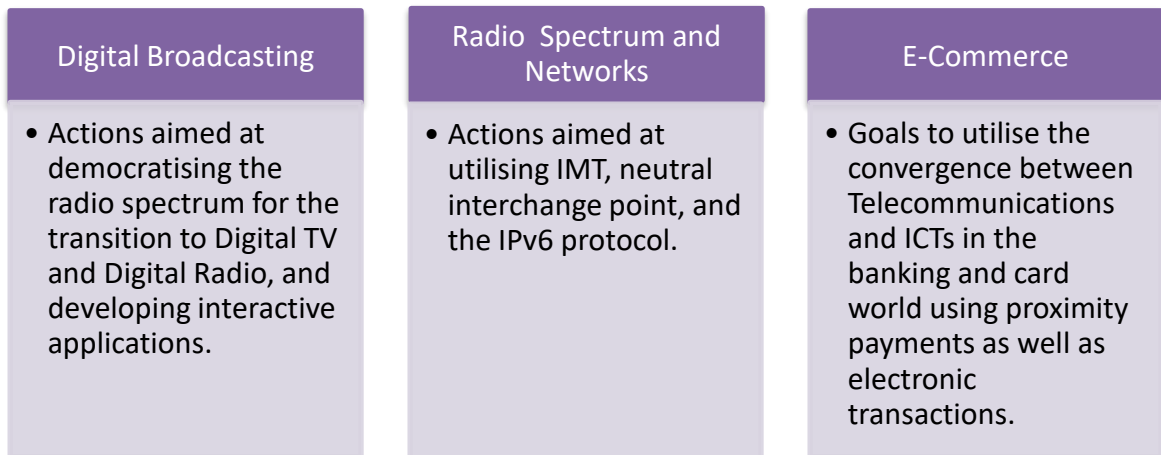 Digital Broadcasting
• Actions aimed at
democratising the
radio spectrum for the
transition to Digital TV
and Digital Radio, and
developing interactive
applications.
Radio Spectrum and
Networks
• Actions aimed at
utilising IMT, neutral
interchange point, and
the IPv6 protocol.
E-Commerce
• Goals to utilise the
convergence between
Telecommunications
and ICTs in the
banking and card
world using proximity
payments as well as
electronic
transactions.